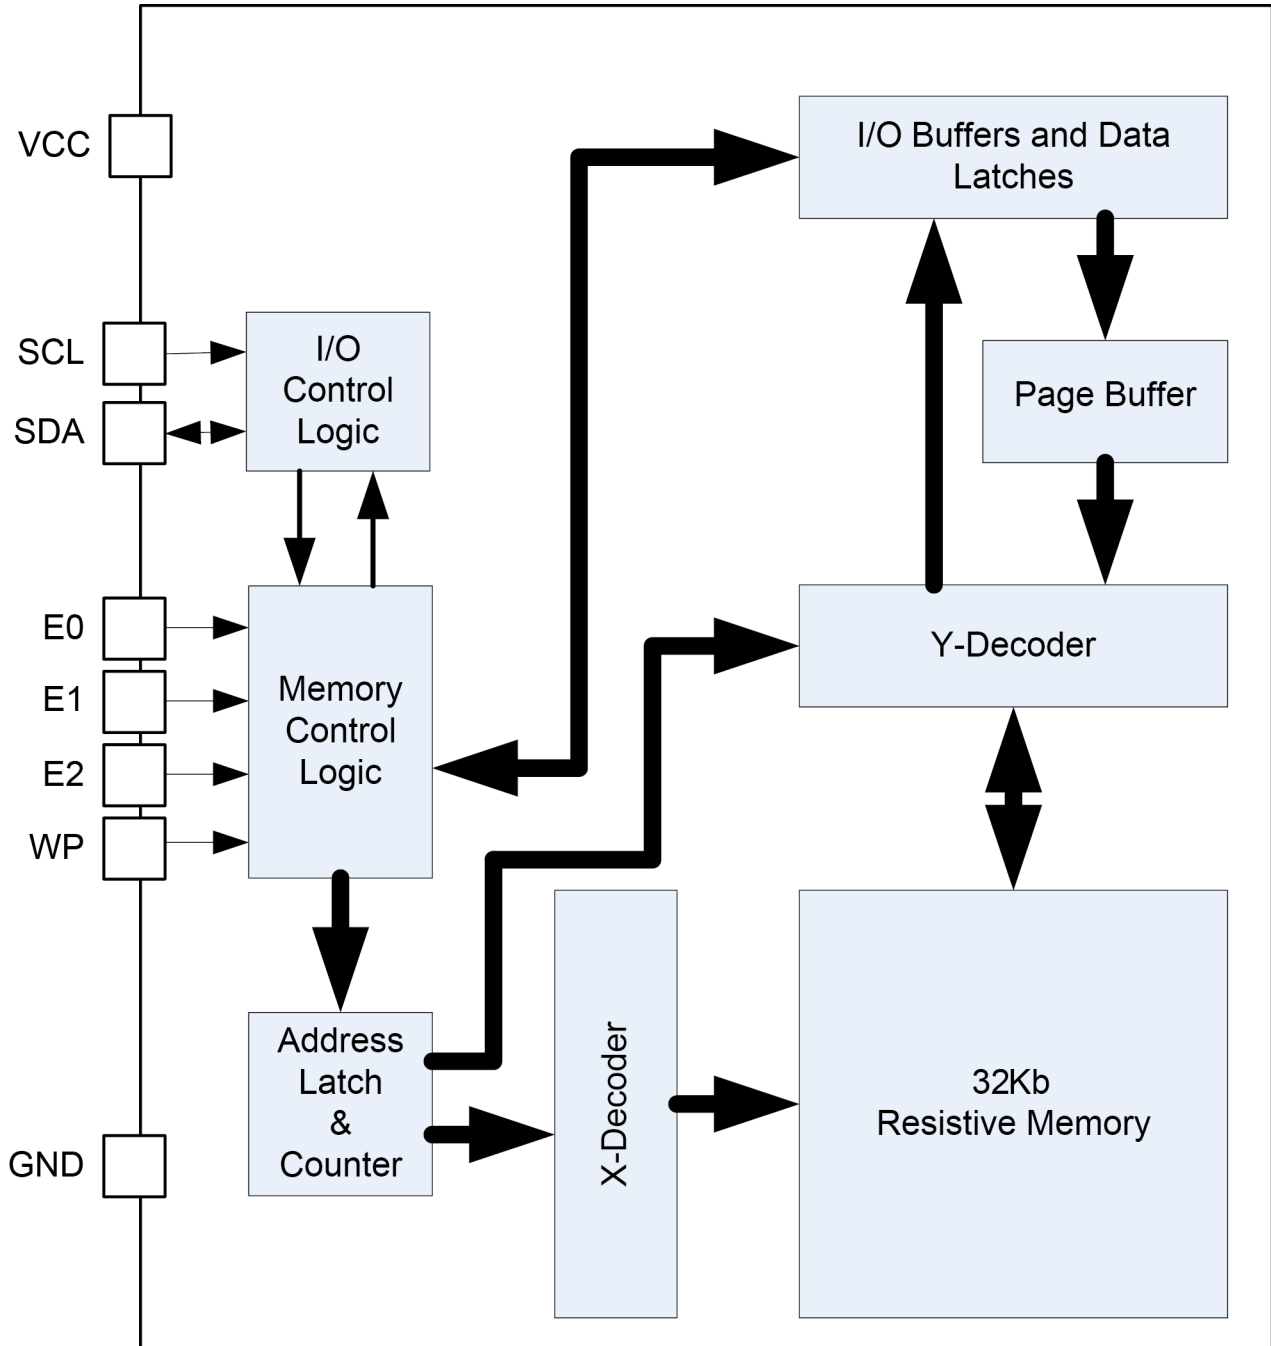 VCC
SCL
SDA
E0
E1
E2
WP
GND
I/O
Control
Logic
Memory
Control
Logic
Address
Latch
&
Counter
X-Decoder
I/O Buffers and Data
Latches
Page Buffer
Y-Decoder
32Kb
Resistive Memory